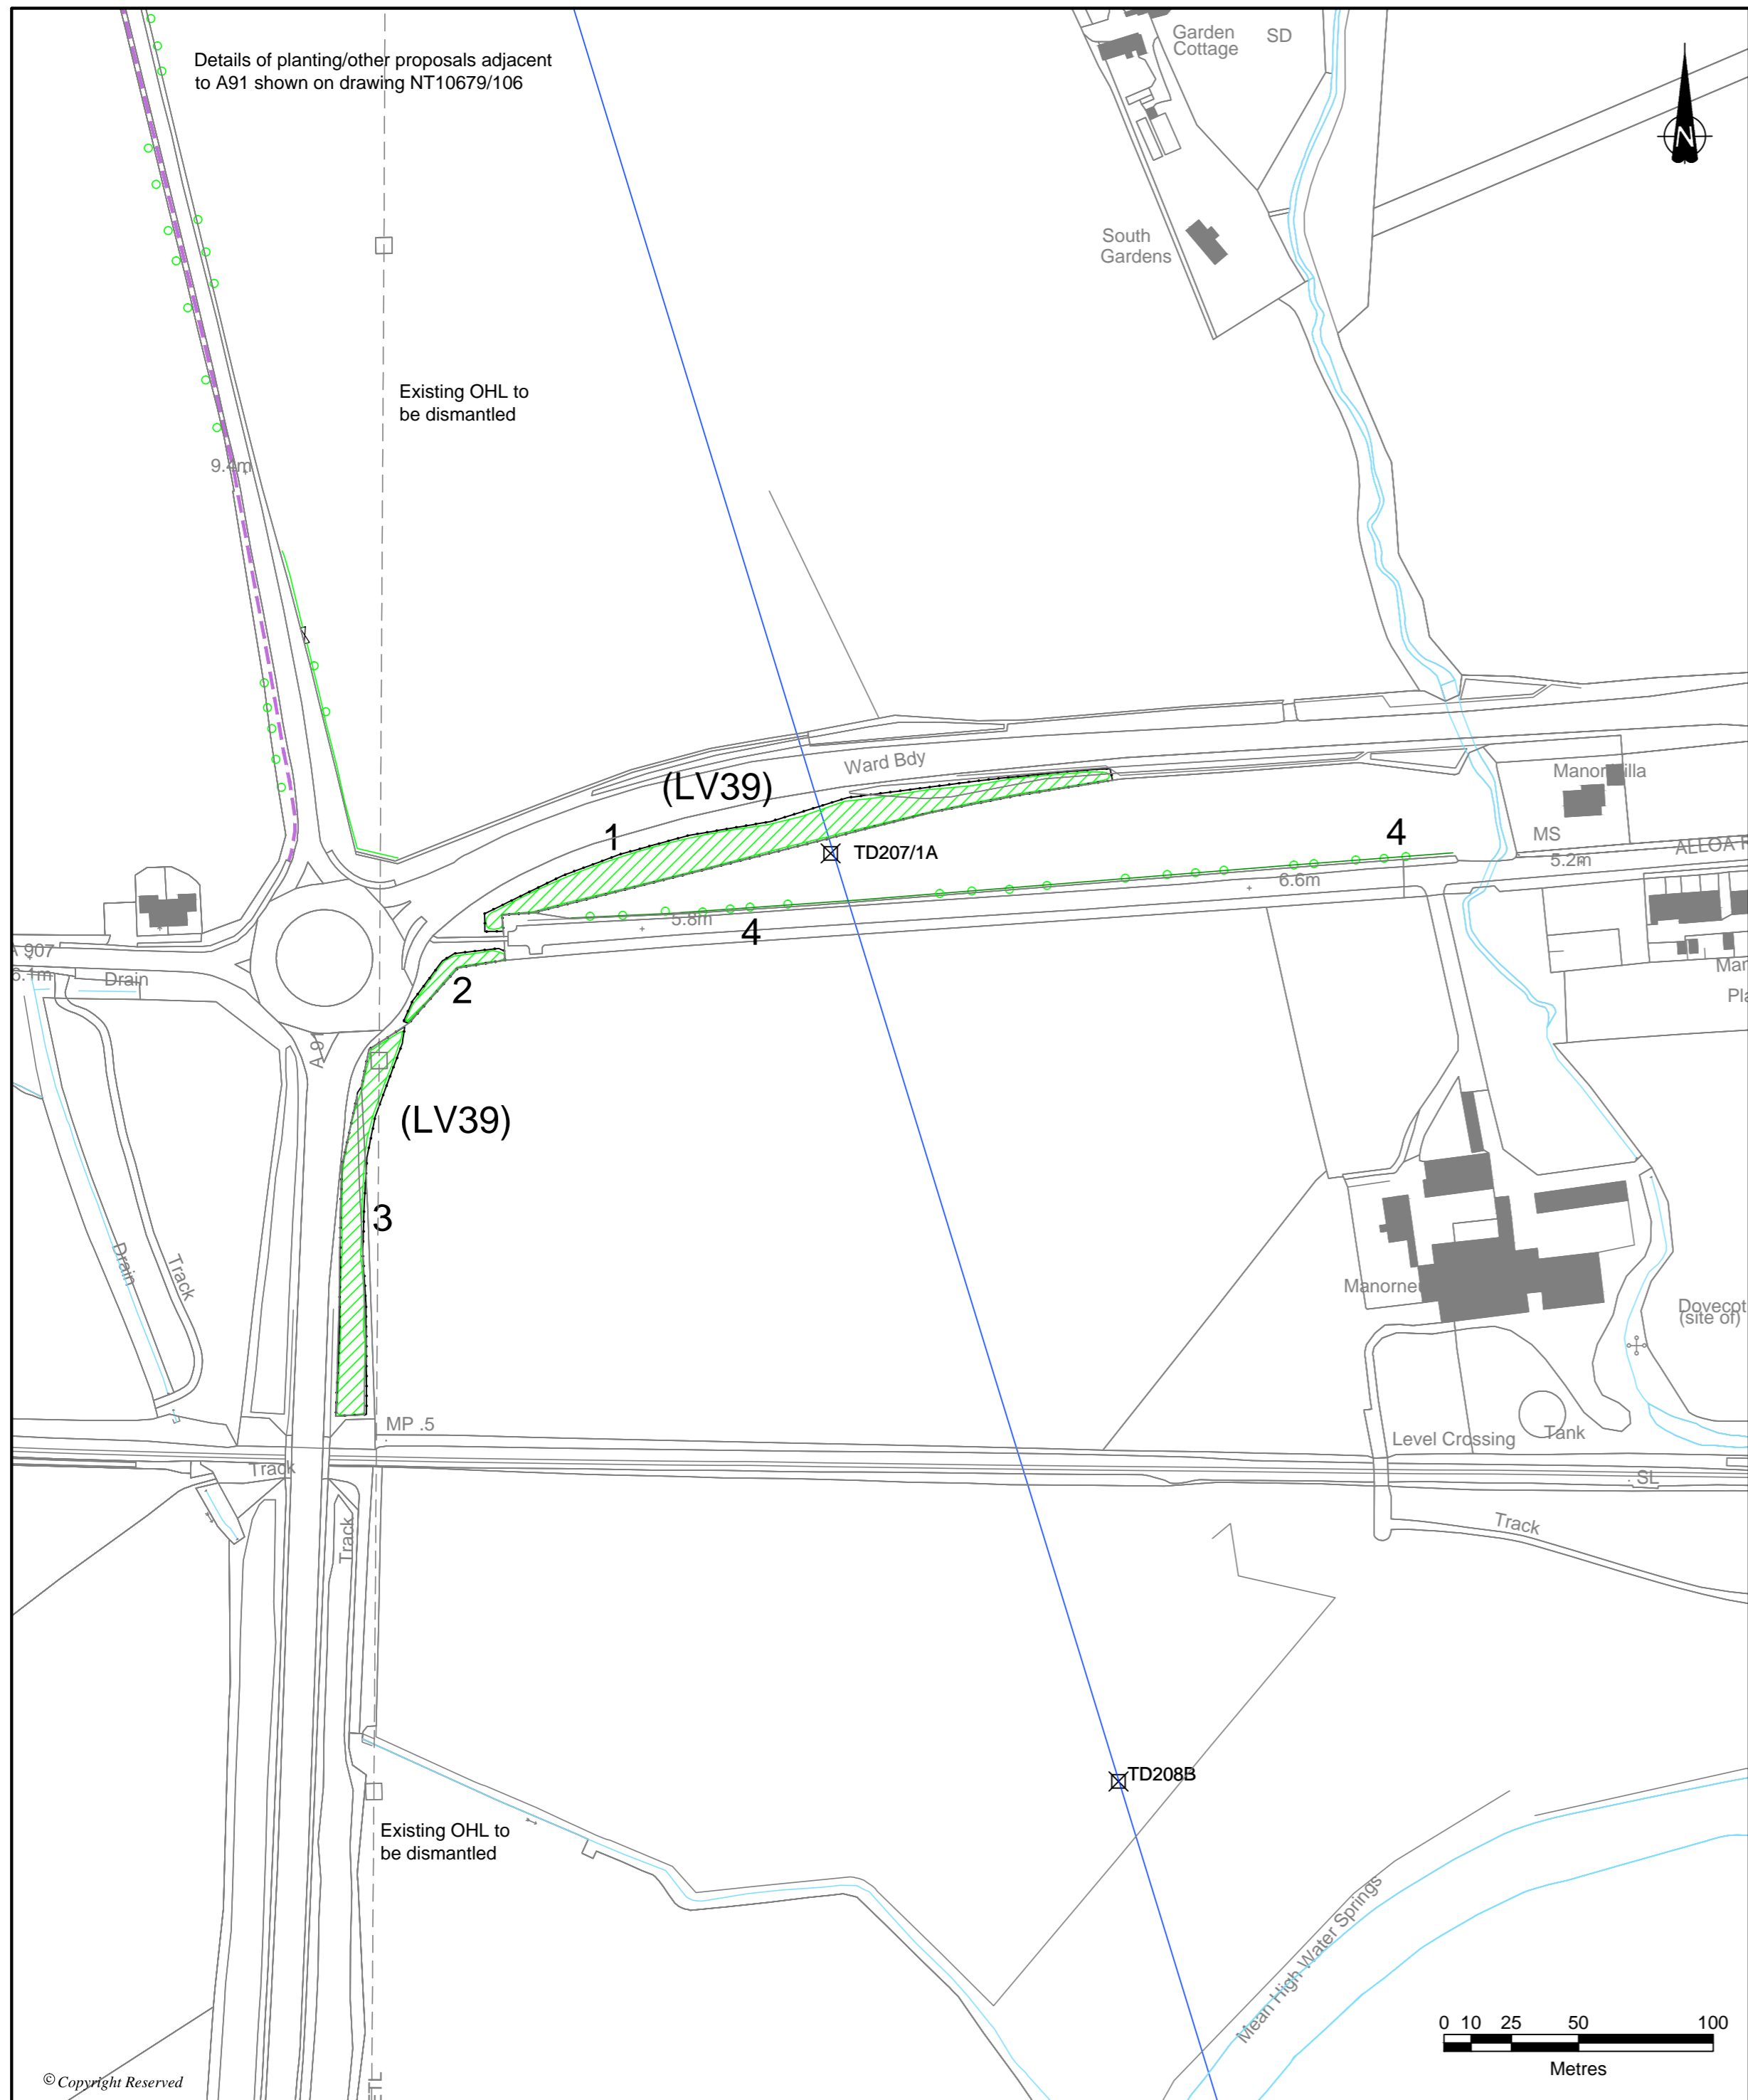 Details of planting/other proposals adjacent
to A91 shown on drawing NT10679/106
Garden
Cottage
SD
N
South
Gardens
Existing OHL to
be dismantled
9.4m
Ward Bdy
(LV39)
1
TD207/1A
4
MS
5.2m
ALLOA
6.6m
5.8m
4
907
Drain
2
A 91
(LV39)
3
Drain
Track
Dovecot
(site of)
MP .5
Level Crossing
Tank
Track
SL
Track
Track
TD208B
Existing OHL to
be dismantled
Mean High Water Springs
0 10 25 50 100
Metres
© Copyright Reserved